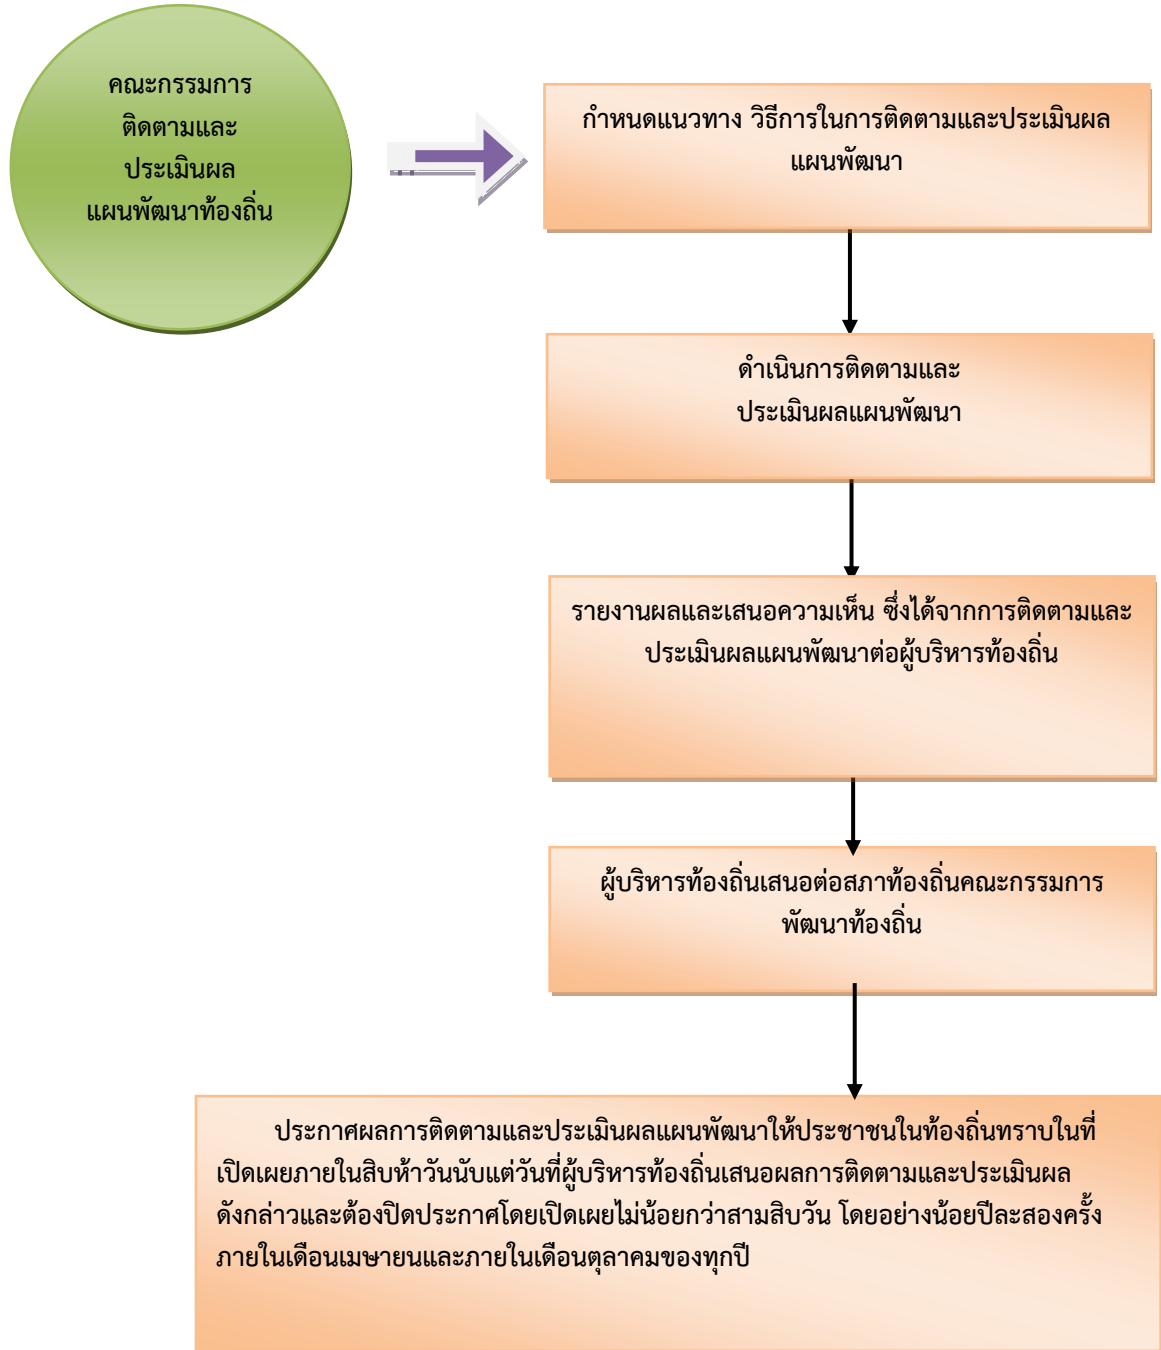 คณะกรรมการ
ติดตามและ
ประเมินผล
แผนพัฒนาท้องถิ่น
กำหนดแนวทาง วิธีการในการติดตามและประเมินผล
แผนพัฒนา
ดำเนินการติดตามและ
ประเมินผลแผนพัฒนา
รายงานผลและเสนอความเห็น ซึ่งได้จากการติดตามและ
ประเมินผลแผนพัฒนาต่อผู้บริหารท้องถิ่น
ผู้บริหารท้องถิ่นเสนอต่อสภาท้องถิ่นคณะกรรมการ
พัฒนาท้องถิ่น
ประกาศผลการติดตามและประเมินผลแผนพัฒนาให้ประชาชนในท้องถิ่นทราบในที่
เปิดเผยภายในสิบห้าวันนับแต่วันที่ผู้บริหารท้องถิ่นเสนอผลการติดตามและประเมินผล
ดังกล่าวและต้องปิดประกาศโดยเปิดเผยไม่น้อยกว่าสามสิบวัน โดยอย่างน้อยปีละสองครั้ง
ภายในเดือนเมษายนและภายในเดือนตุลาคมของทุกปี